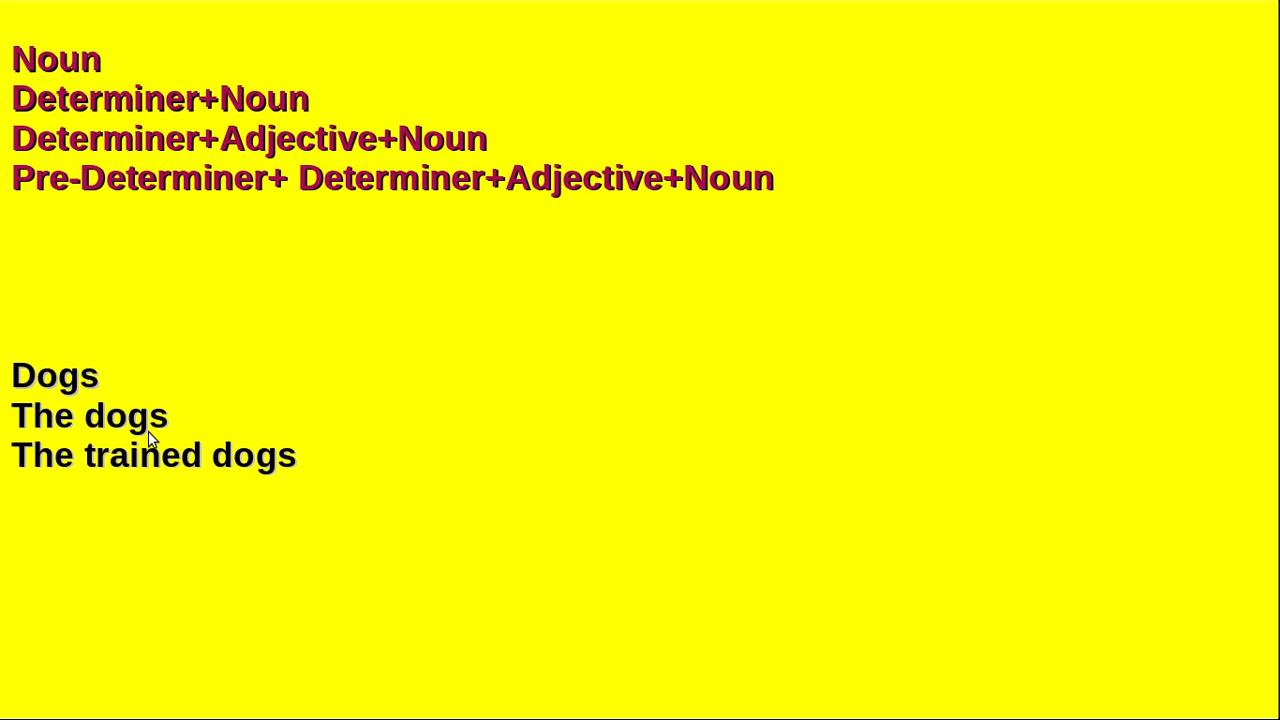 Noun
Determiner+Noun
Determiner+Adjective+Noun
Pre-Determiner+ Determiner+Adjective+Noun
Dogs
The dogs
The trained dogs